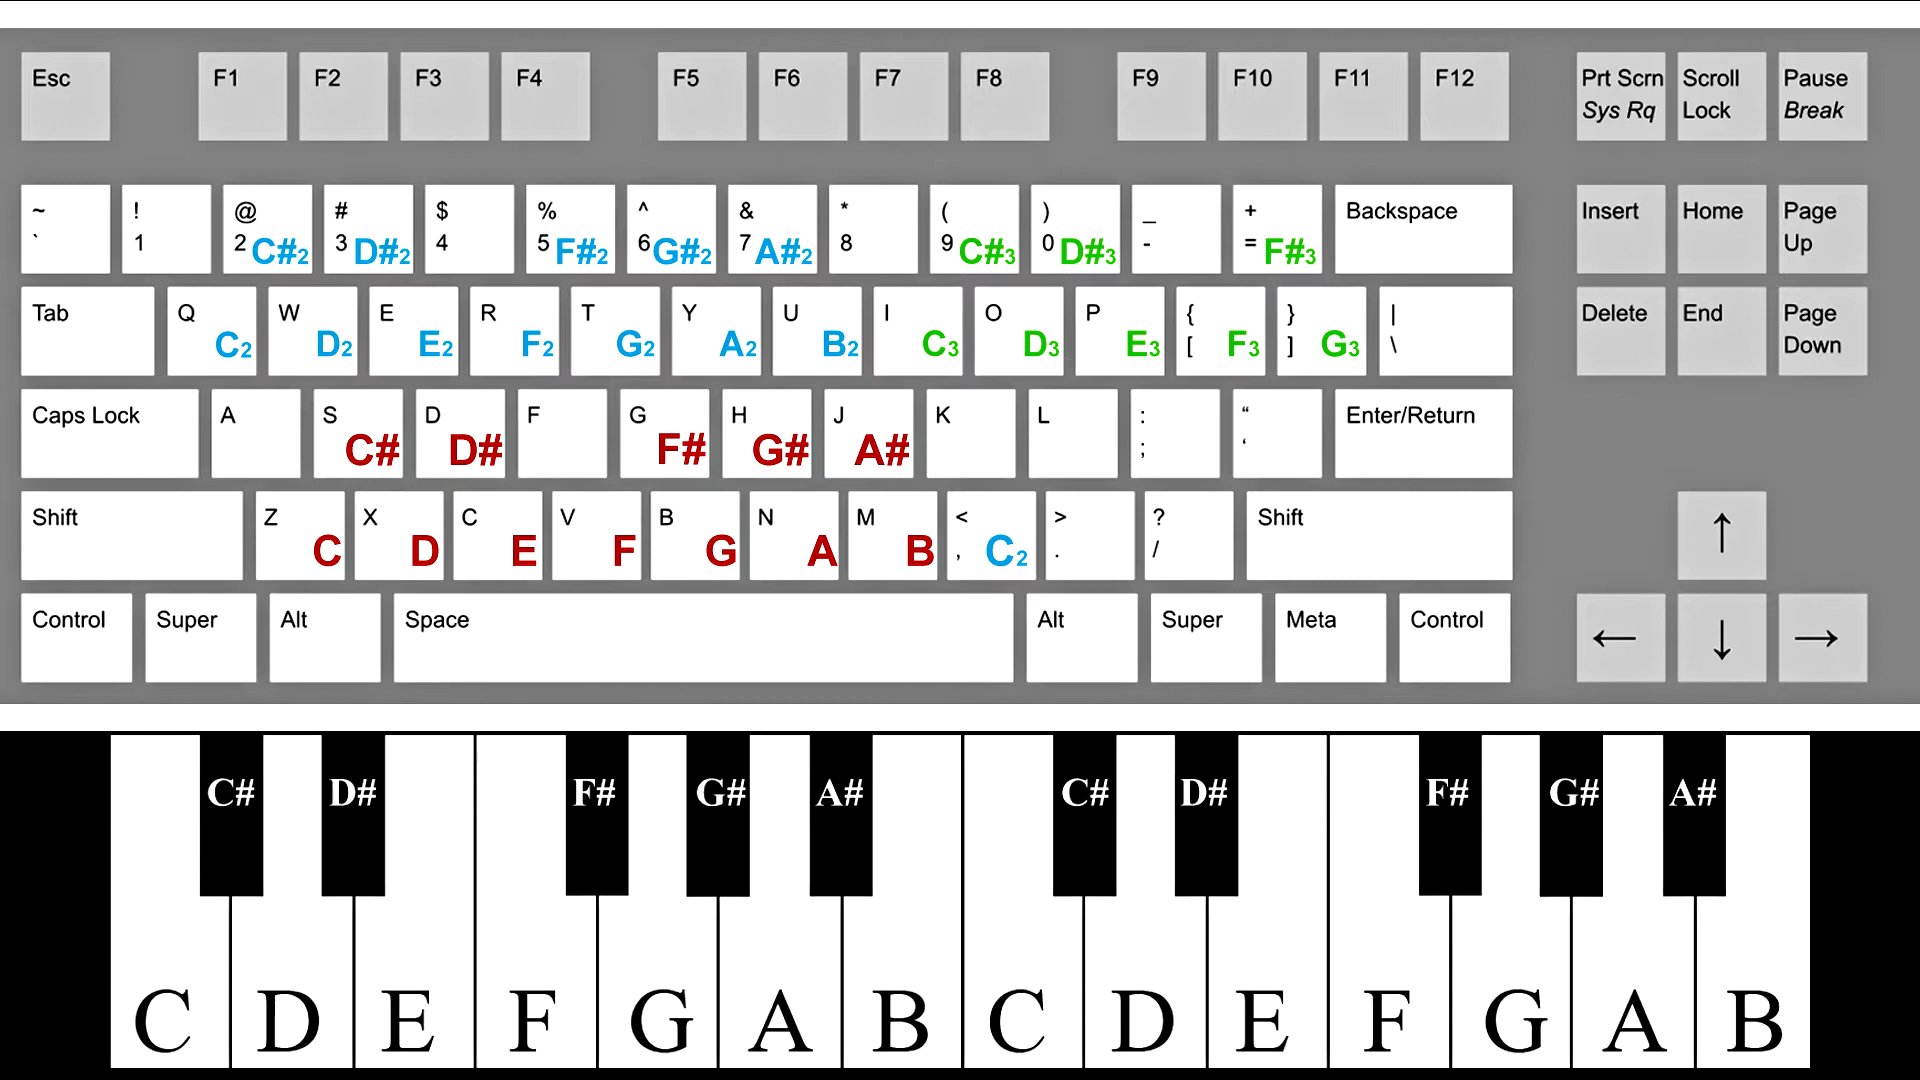 Esc F1 F2 F3 F4 F5 F6 F7 F8 F9 F10 F11 F12 Prt Scrn Scroll Pause
Sys Rq Lock Break
~ ! @ # $ % ^ & * ( ) _ + Backspace Insert Home Page
` 1 2 C#2 3 D#2 4 5 F#2 6 G#2 7 A#2 8 9 C#3 0 D#3 - = F#3 Up
Tab Q W E R T Y U I O P { } | Delete End Page
C2 D2 E2 F2 G2 A2 B2 C3 D3 E3 [ F3 ] G3 \ Down
Caps Lock A S D F G H J K L : “ Enter/Return
C# D# F# G# A# ; ‘
Shift Z X C V B N M < > ? Shift ↑
C D E F G A B , C2 . /
Control Super Alt Space Alt Super Meta Control ← ↓ →
C# D# F# G# A# C# D# F# G# A#
C D E F G A B C D E F G A B